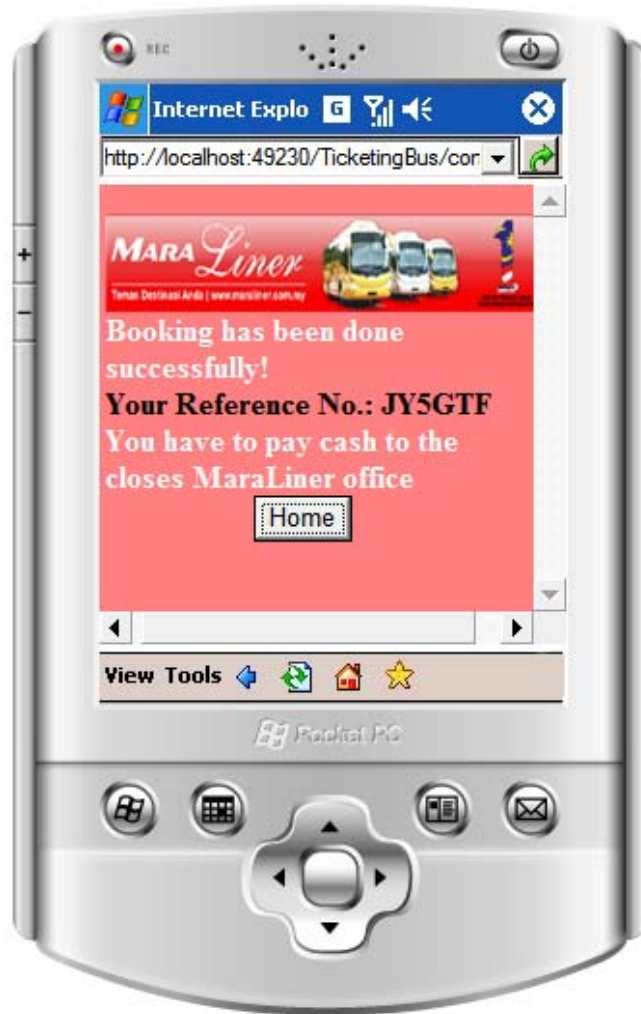 REC
Internet Explo G
http://localhost:49230/TicketingBus/con
MARA Liner
Teman Destinasi Anda | www.maraliner.com.my
1
Booking has been done
successfully!
Your Reference No.: JY5GTF
You have to pay cash to the
closes MaraLiner office
Home
View Tools
Pocket PC
+
−